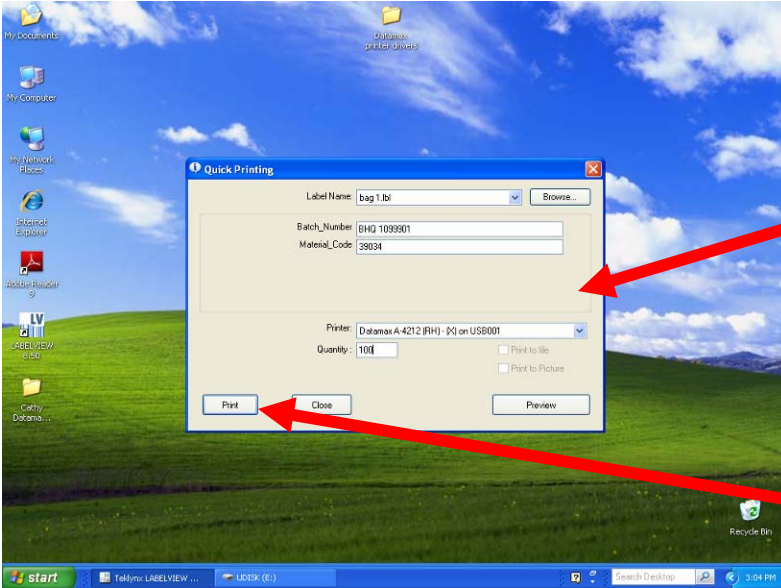 My Documents
Datamax
printer drivers
My Computer
My Network
Places
Internet
Explorer
Adobe Reader
9
LV
LABELVIEW
8.50
Cathy
Datama...
Quick Printing
Label Name: bag 1.lbl Browse...
Batch_Number BHQ 1099901
Material_Code 39034
Printer: Datamax A-4212 (RH) - (X) on USB001
Quantity: 100 Print to file
Print to Picture
Print Close Preview
Recycle Bin
start Teklynx LABELVIEW ... UDISK (E:) Search Desktop 3:04 PM